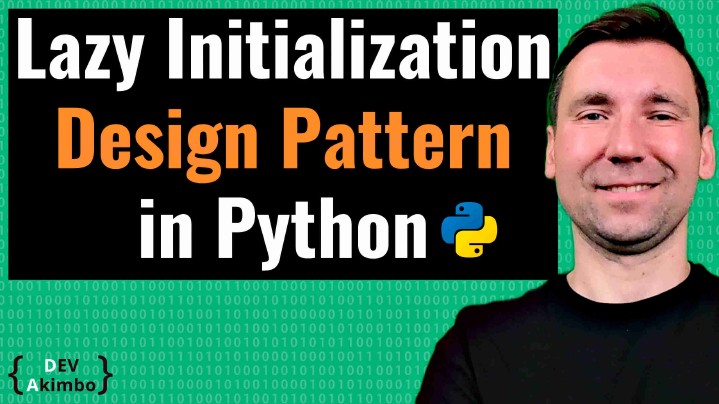 Lazy Initialization
Design Pattern
in Python
{ DEV
Akimbo }